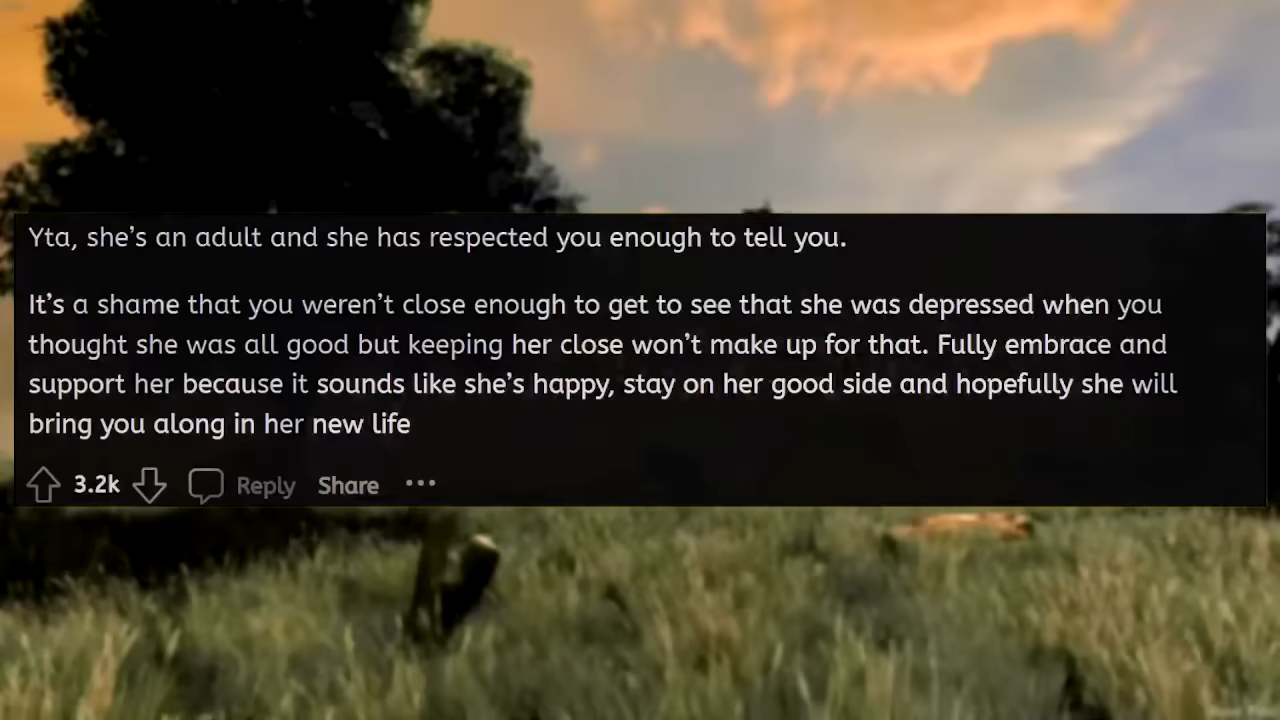 Yta, she's an adult and she has respected you enough to tell you.
It's a shame that you weren't close enough to get to see that she was depressed when you
thought she was all good but keeping her close won't make up for that. Fully embrace and
support her because it sounds like she's happy, stay on her good side and hopefully she will
bring you along in her new life
3.2k Reply Share •••